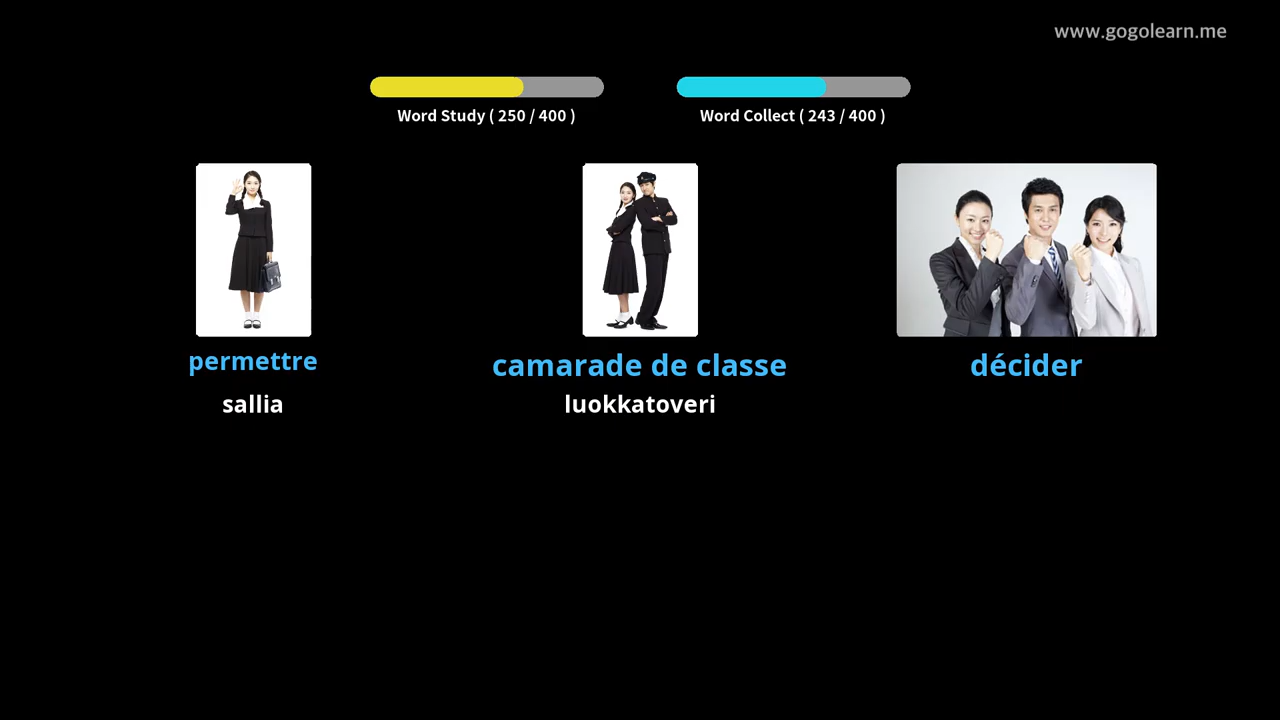 www.gogolearn.me
Word Study ( 250 / 400 )
Word Collect ( 243 / 400 )
permettre
camarade de classe
décider
sallia
luokkatoveri